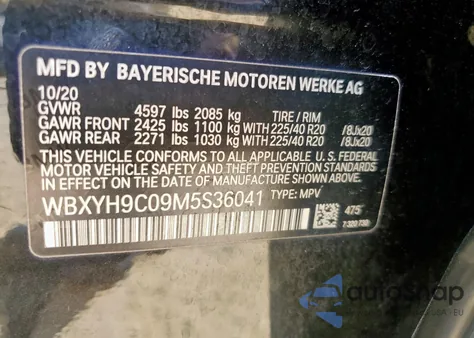 MFD BY BAYERISCHE MOTOREN WERKE AG
10/20
GVWR 4597 lbs 2085 kg TIRE / RIM
GAWR FRONT 2425 lbs 1100 kg WITH 225/40 R20 /8Jx20
GAWR REAR 2271 lbs 1030 kg WITH 225/40 R20 /8Jx20
THIS VEHICLE CONFORMS TO ALL APPLICABLE FEDERAL
MOTOR VEHICLE SAFETY AND THEFT PREVENTION STANDARDS
IN EFFECT ON THE DATE OF MANUFACTURE SHOWN ABOVE.
WBXYH9C09M5S36041 TYPE: MPV
475
autosnap